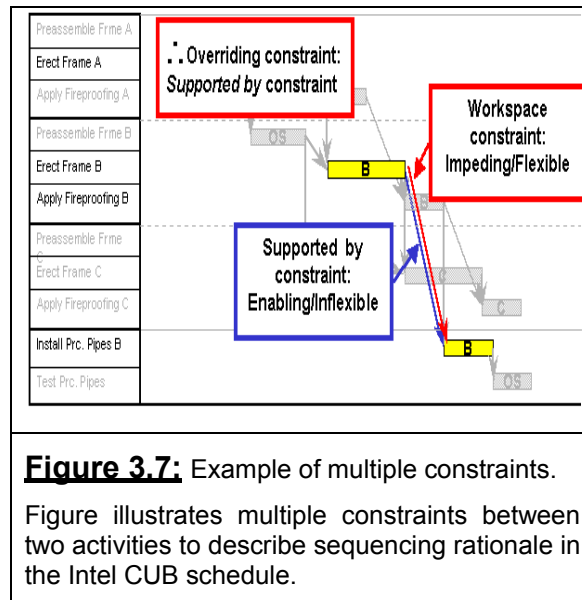 Preassemble Frme A
Erect Frame A
Apply Fireproofing A
Preassemble Frme B
Erect Frame B
Apply Fireproofing B
Preassemble Frme
C
Erect Frame C
Apply Fireproofing C
Install Prc. Pipes B
Test Prc. Pipes
∴ Overriding constraint:
Supported by constraint
Workspace
constraint:
Impeding/Flexible
OS
B
B
Supported by
constraint:
Enabling/Inflexible
C
C
B
OS
Figure 3.7: Example of multiple constraints.
Figure illustrates multiple constraints between
two activities to describe sequencing rationale in
the Intel CUB schedule.